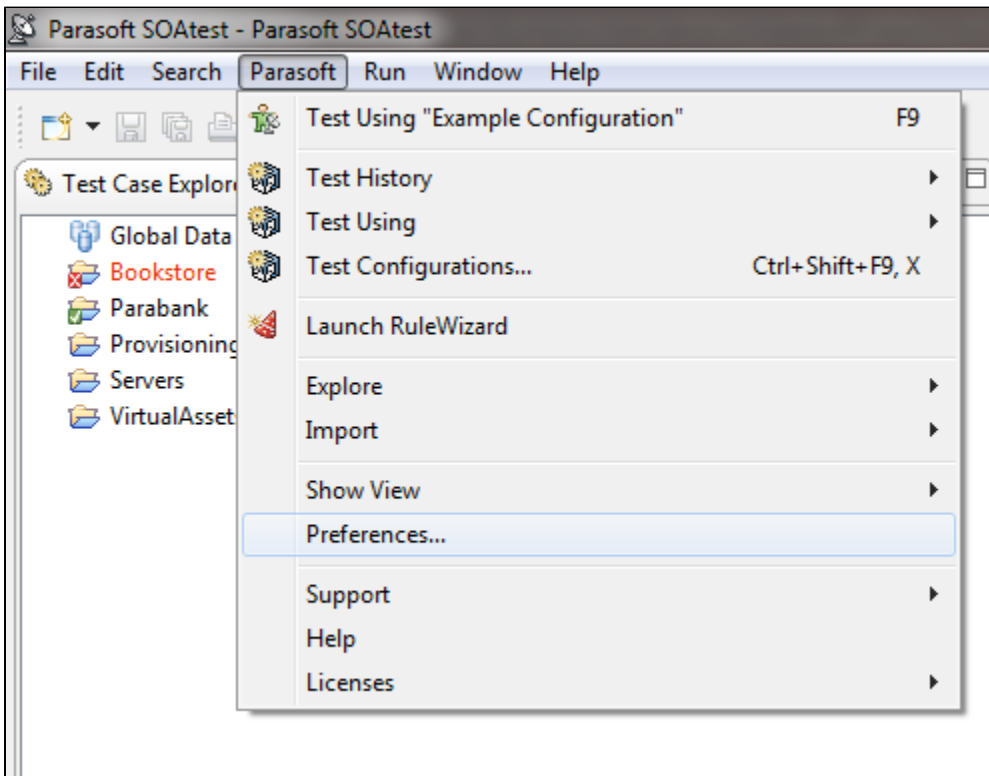 Parasoft SOAtest - Parasoft SOAtest
File Edit Search Parasoft Run Window Help
Test Using "Example Configuration" F9
Test Case Explor
Test History
Test Using
Test Configurations... Ctrl+Shift+F9, X
Launch RuleWizard
Explore
Import
Show View
Preferences...
Support
Help
Licenses
Global Data
Bookstore
Parabank
Provisioning
Servers
VirtualAsset